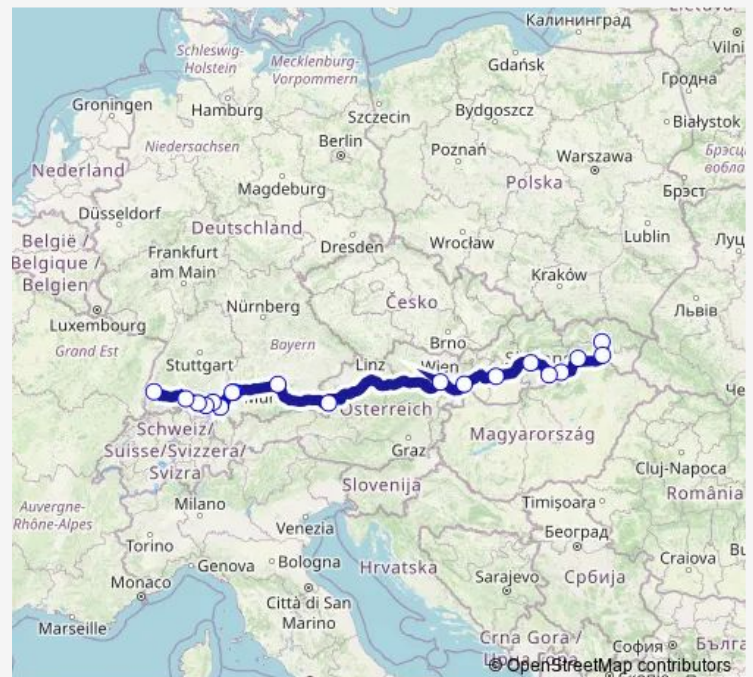 Калининград
Vilni
Schleswig-
Holstein
Mecklenburg-
Vorpommern
Gdańsk
Гродна
Groningen
Hamburg
Szczecin
Bydgoszcz
Białystok
Niedersachsen
Berlin
Poznań
Warszawa
Nederland
Magdeburg
Polska
Брэст
Düsseldorf
Deutschland
Lublin
België /
Belgique /
Belgien
Frankfurt
am Main
Dresden
Wrocław
Kraków
Česko
Львів
Luxembourg
Nürnberg
Grand Est
Bayern
Brno
Stuttgart
Linz
Wien
Österreich
Schweiz/
Suisse/Svizzera/
Svizra
Magyarország
Graz
Cluj-Napoca
Slovenija
România
Auvergne-
Rhône-Alpes
Milano
Venezia
Timișoara
Torino
Београд
Genova
Bologna
Hrvatska
Craiova
Monaco
Sarajevo
Србија
Città di San
Marino
Marseille
Crna Gora /
София
© OpenStreetMap contributors